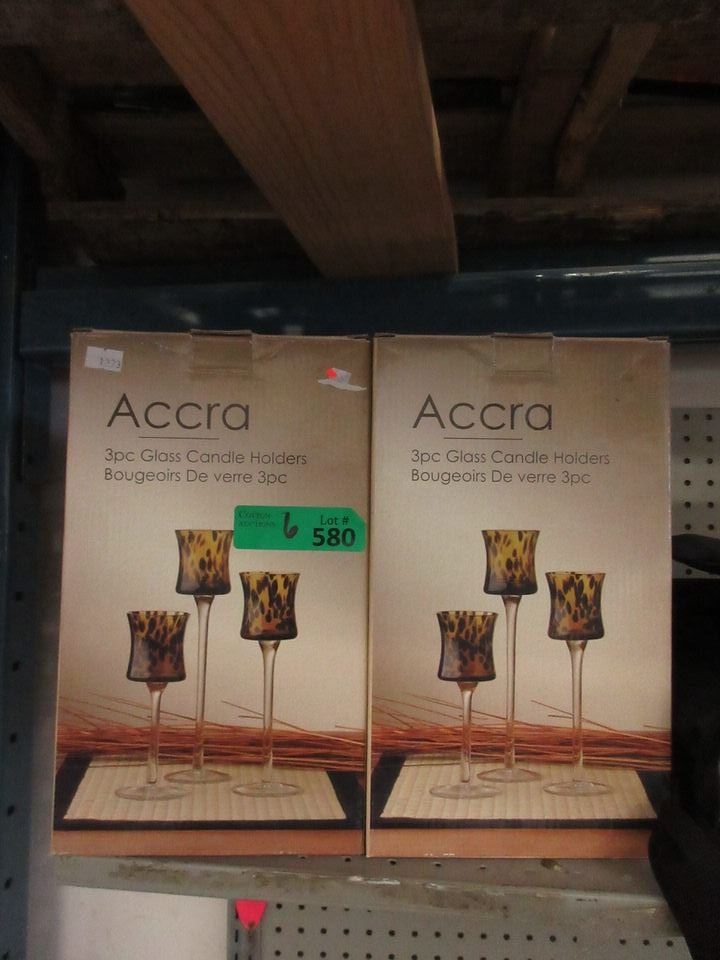 1373
Accra
3pc Glass Candle Holders
Bougeoirs De verre 3pc
6
Lot #
580
Accra
3pc Glass Candle Holders
Bougeoirs De verre 3pc